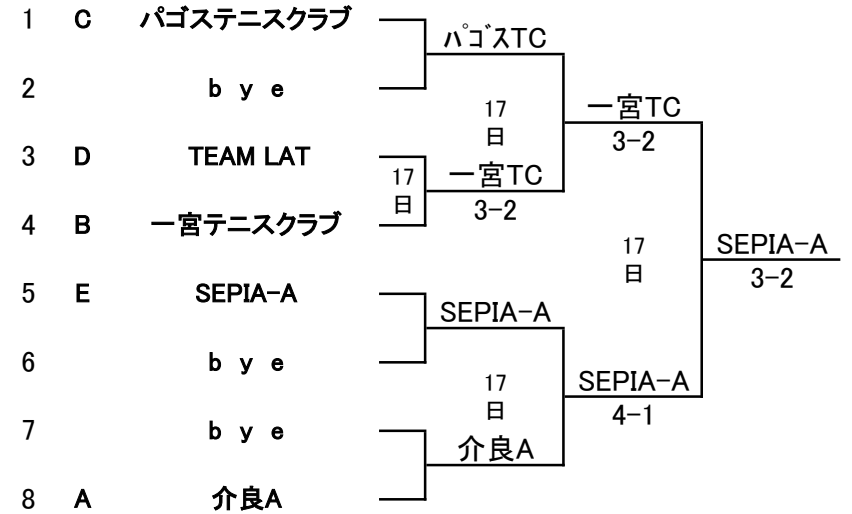 1 C パゴステニスクラブ
ﾊﾟｺﾞｽTC
2 ｂ ｙ ｅ
17
日
一宮TC
3-2
3 D TEAM LAT
17
日
一宮TC
3-2
4 B 一宮テニスクラブ
17
日
SEPIA-A
3-2
5 E SEPIA-A
SEPIA-A
6 ｂ ｙ ｅ
17
日
SEPIA-A
4-1
7 ｂ ｙ ｅ
介良A
8 A 介良A